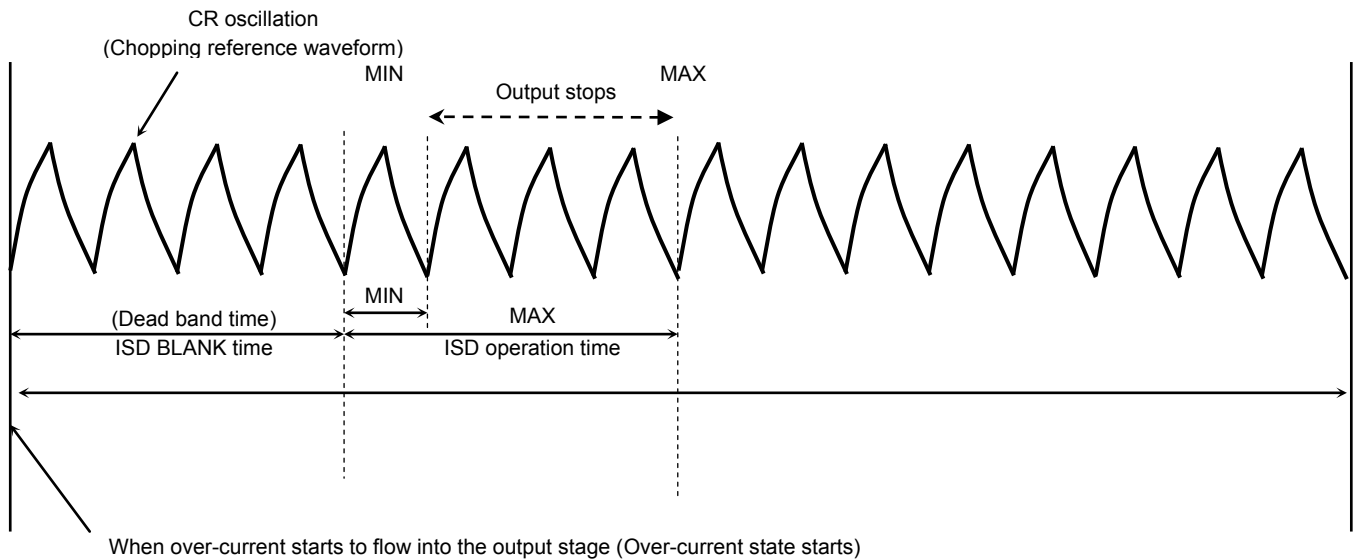 CR oscillation
(Chopping reference waveform)
MIN
MAX
Output stops
MIN
(Dead band time)
MAX
ISD BLANK time
ISD operation time
When over-current starts to flow into the output stage (Over-current state starts)